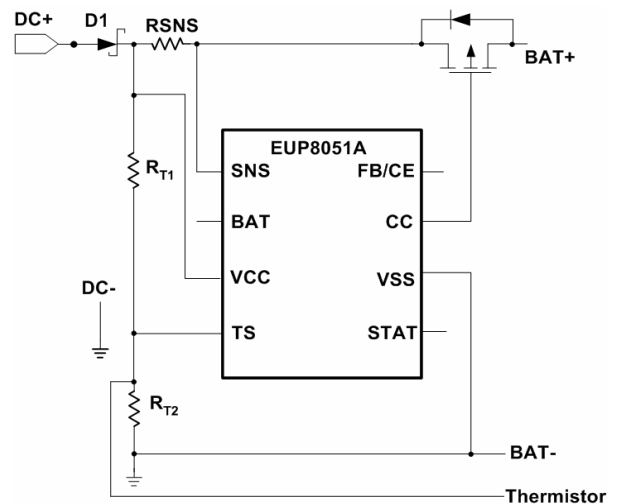 DC+
D1
RSNS
BAT+
EUP8051A
SNS
FB/CE
RT1
BAT
CC
VCC
VSS
DC-
TS
STAT
RT2
BAT-
Thermistor